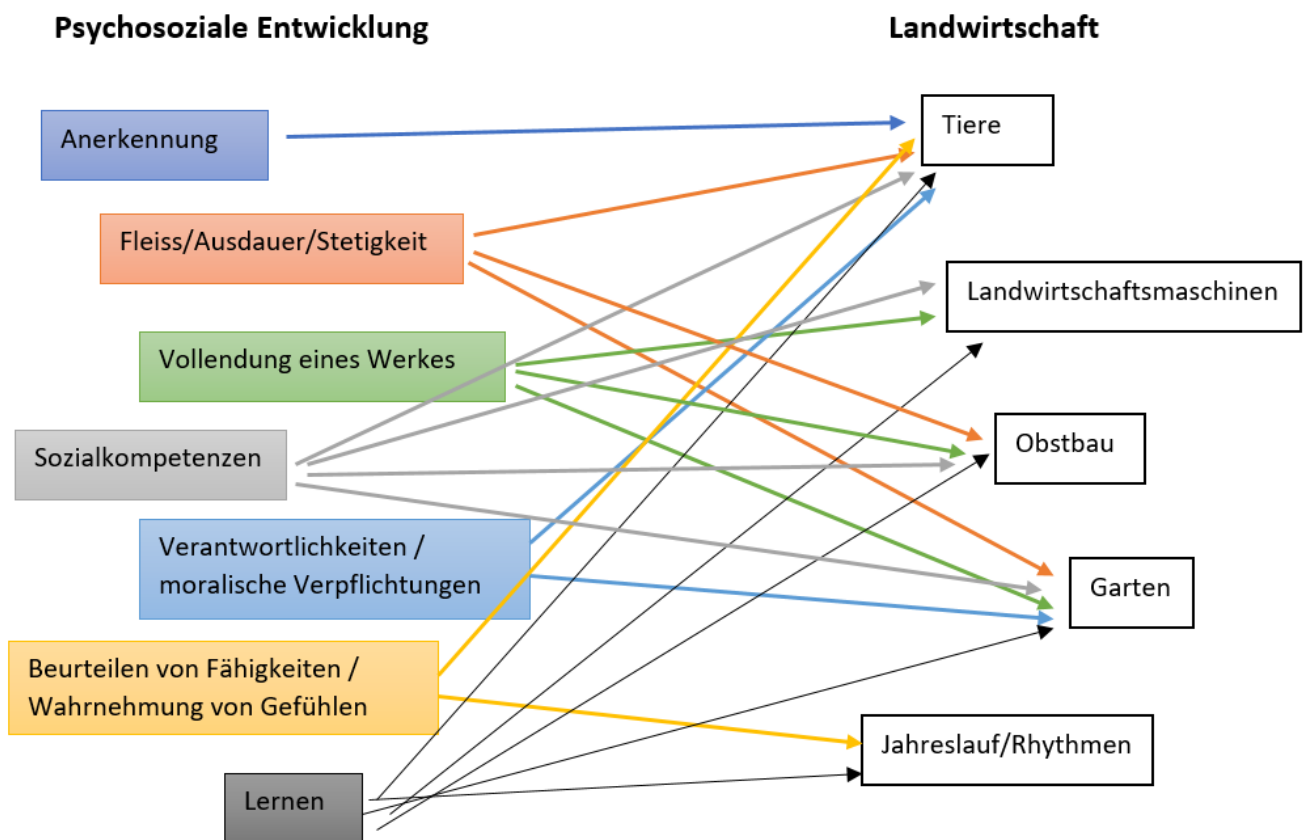 Psychosoziale Entwicklung
Landwirtschaft
Anerkennung
Fleiss/Ausdauer/Stetigkeit
Vollendung eines Werkes
Sozialkompetenzen
Verantwortlichkeiten /
moralische Verpflichtungen
Beurteilen von Fähigkeiten /
Wahrnehmung von Gefühlen
Lernen
Tiere
Landwirtschaftsmaschinen
Obstbau
Garten
Jahreslauf/Rhythmen